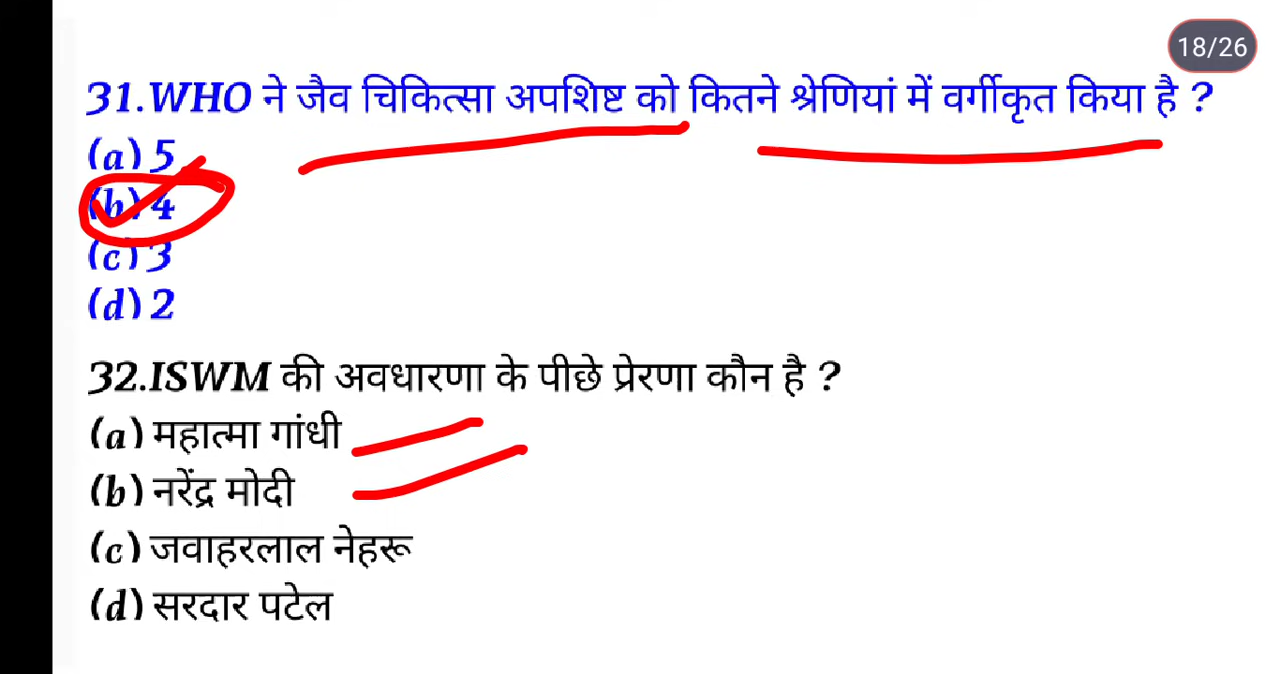 18/26
31.WHO ने जैव चिकित्सा अपशिष्ट को कितने श्रेणियां में वर्गीकृत किया है ?
(a) 5
(b) 4
(c) 3
(d) 2
32.ISWM की अवधारणा के पीछे प्रेरणा कौन है ?
(a) महात्मा गांधी
(b) नरेंद्र मोदी
(c) जवाहरलाल नेहरू
(d) सरदार पटेल